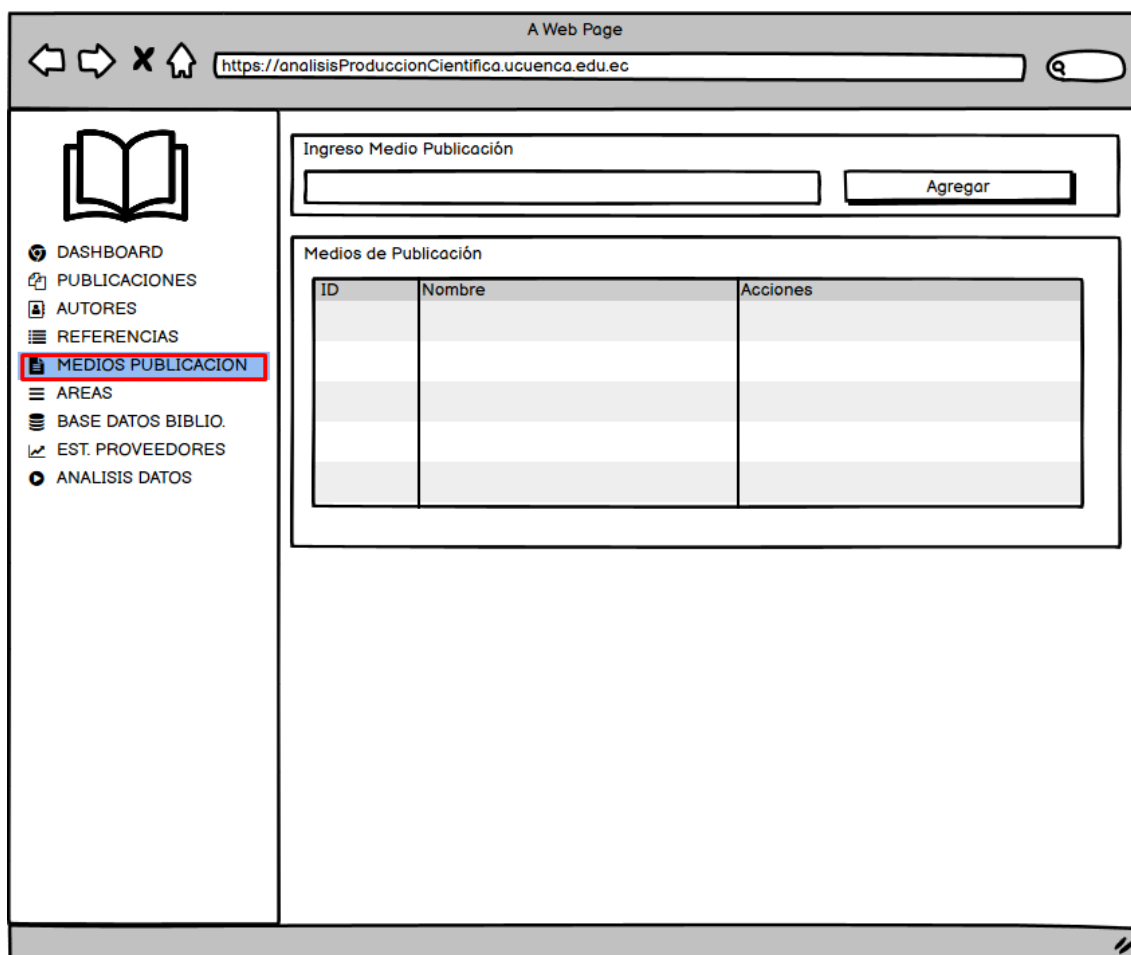 A Web Page
https://analisisProduccionCientifica.ucuenca.edu.ec
DASHBOARD
PUBLICACIONES
AUTORES
REFERENCIAS
MEDIOS PUBLICACION
AREAS
BASE DATOS BIBLIO.
EST. PROVEEDORES
ANALISIS DATOS
Ingreso Medio Publicación
Agregar
Medios de Publicación
ID Nombre Acciones